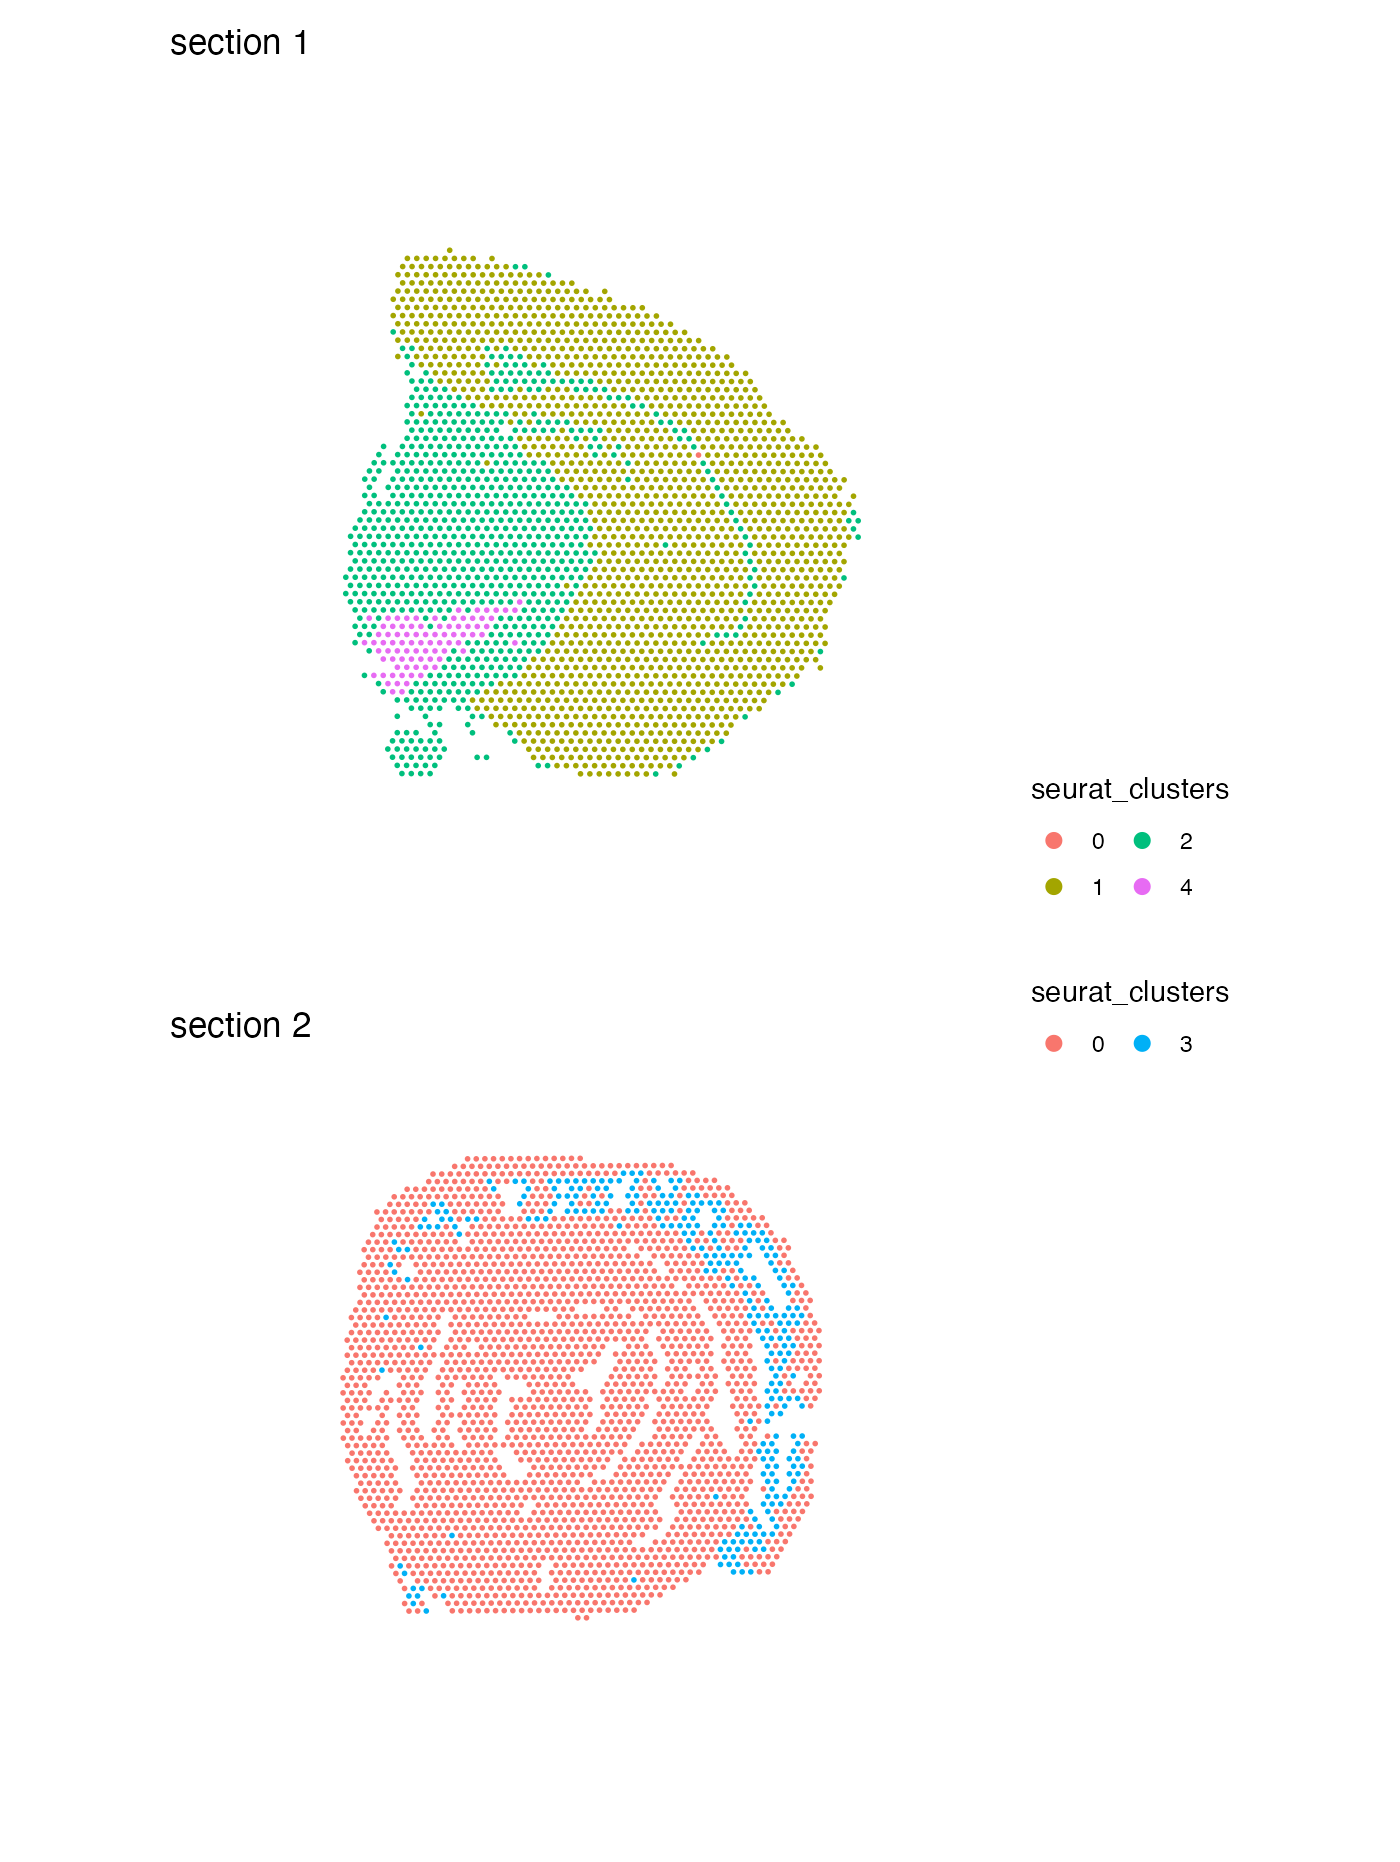 section 1
seurat_clusters
0 2
1 4
seurat_clusters
0 3
section 2